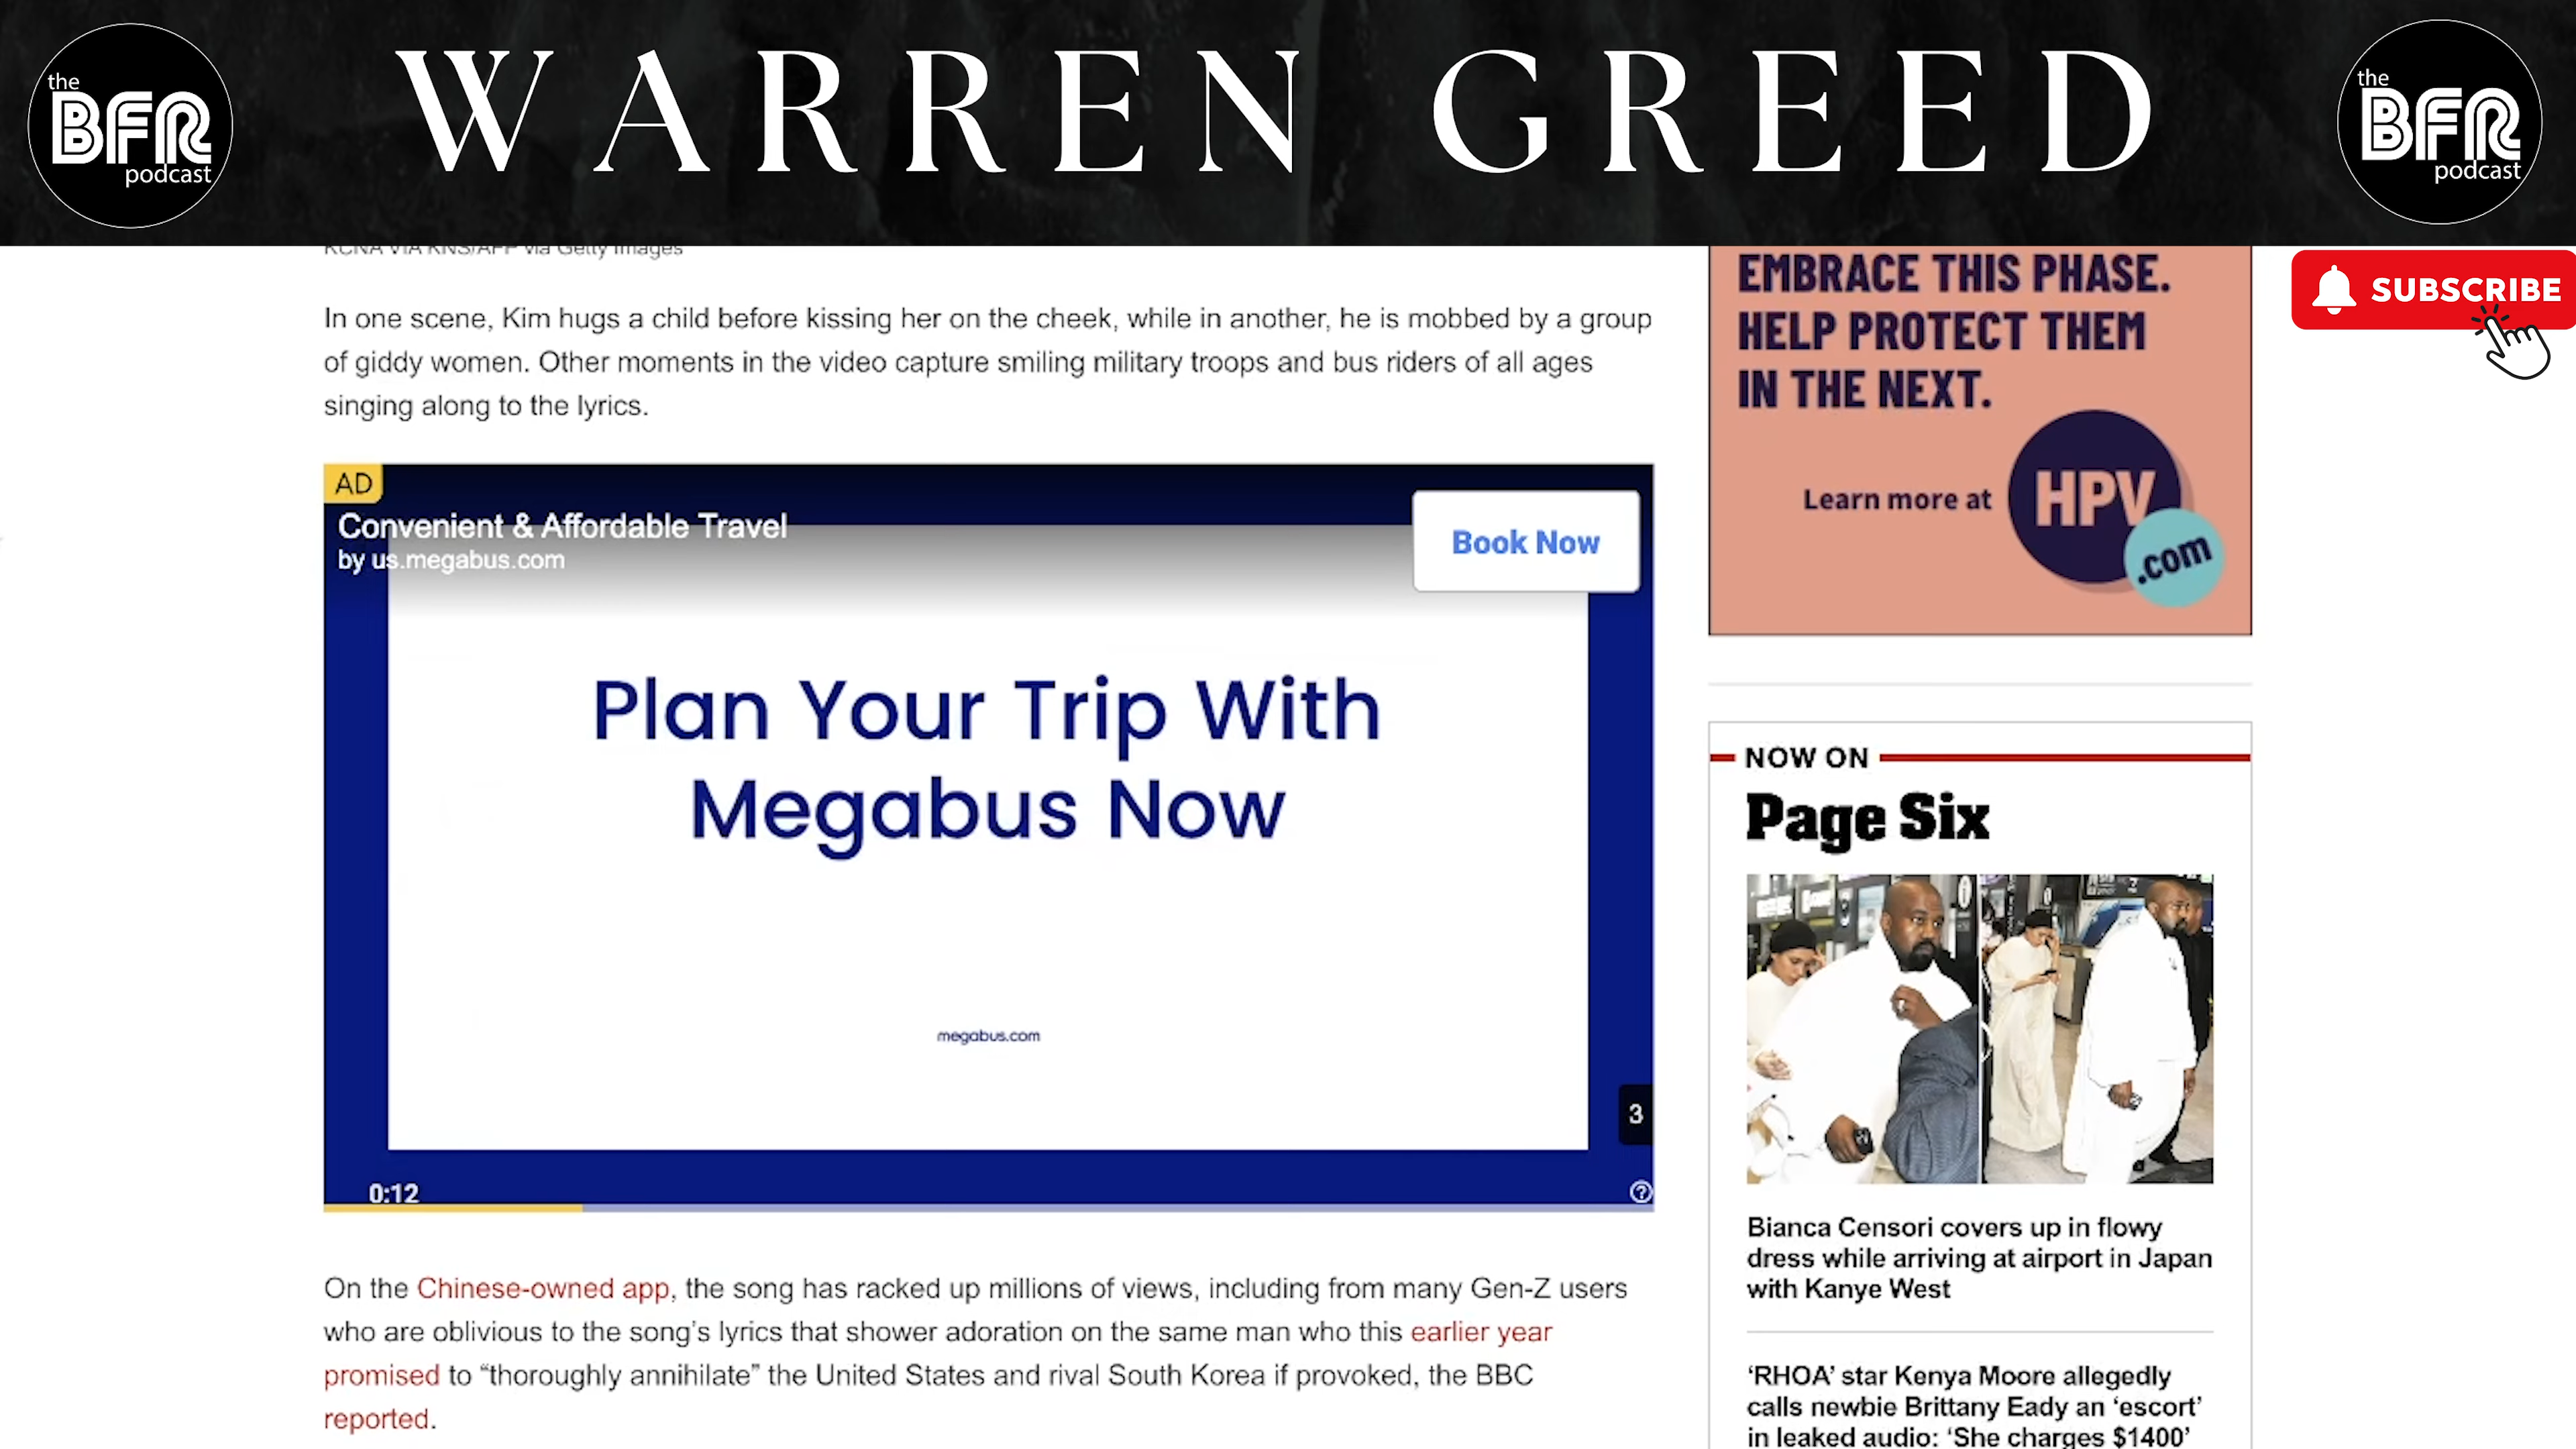 the
BFR
podcast
WARREN GREED
the
BFR
podcast
SUBSCRIBE
KCNA VIA KNS/AFP via Getty Images
In one scene, Kim hugs a child before kissing her on the cheek, while in another, he is mobbed by a group
of giddy women. Other moments in the video capture smiling military troops and bus riders of all ages
singing along to the lyrics.
AD
Convenient & Affordable Travel
by us.megabus.com
Book Now
Plan Your Trip With
Megabus Now
megabus.com
3
0:12
On the Chinese-owned app, the song has racked up millions of views, including from many Gen-Z users
who are oblivious to the song’s lyrics that shower adoration on the same man who this earlier year
promised to “thoroughly annihilate” the United States and rival South Korea if provoked, the BBC
reported.
EMBRACE THIS PHASE.
HELP PROTECT THEM
IN THE NEXT.
Learn more at
HPV
.com
NOW ON
Page Six
Bianca Censori covers up in flowy
dress while arriving at airport in Japan
with Kanye West
‘RHOA’ star Kenya Moore allegedly
calls newbie Brittany Eady an ‘escort’
in leaked audio: ‘She charges $1400’